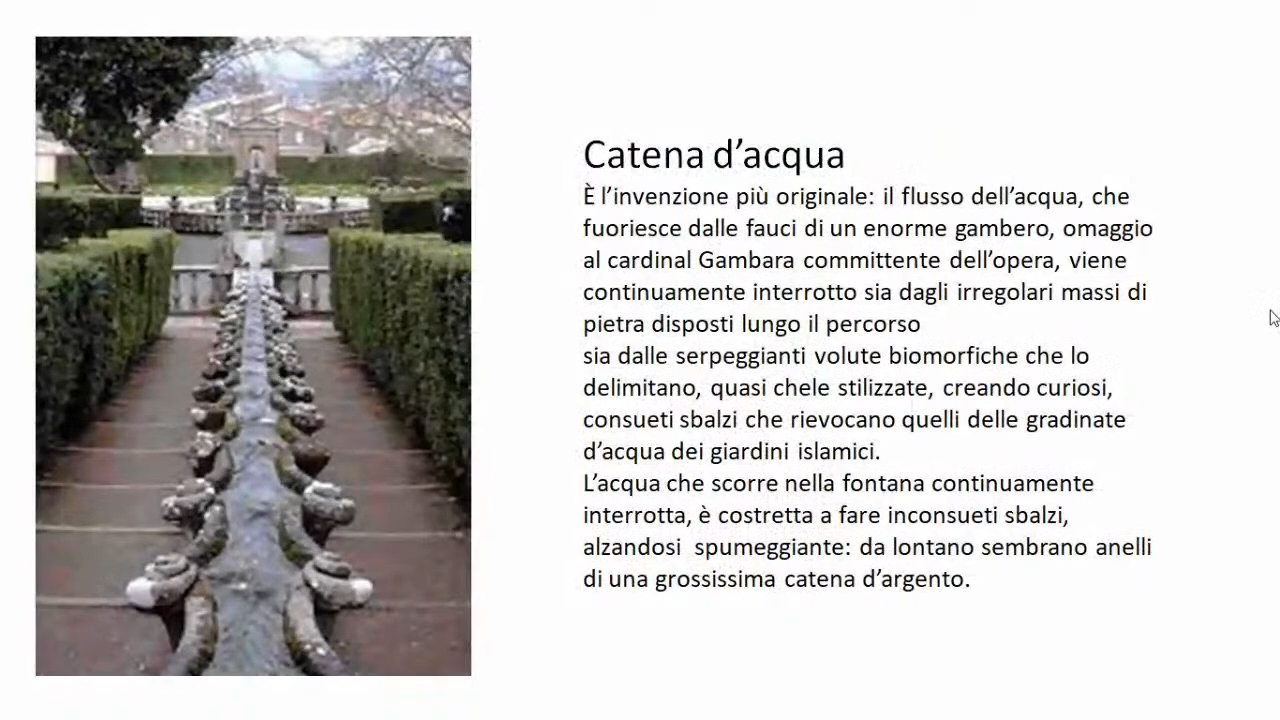 Catena d’acqua
È l’invenzione più originale: il flusso dell’acqua, che
fuoriesce dalle fauci di un enorme gambero, omaggio
al cardinal Gambara committente dell’opera, viene
continuamente interrotto sia dagli irregolari massi di
pietra disposti lungo il percorso
sia dalle serpeggianti volute biomorfiche che lo
delimitano, quasi chele stilizzate, creando curiosi,
consueti sbalzi che rievocano quelli delle gradinate
d’acqua dei giardini islamici.
L’acqua che scorre nella fontana continuamente
interrotta, è costretta a fare inconsueti sbalzi,
alzandosi  spumeggiante: da lontano sembrano anelli
di una grossissima catena d’argento.